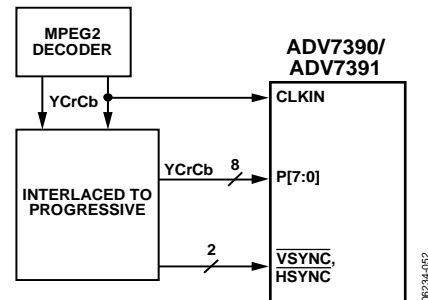 MPEG2
DECODER
ADV7390/
ADV7391
YCrCb
CLKIN
INTERLACED TO
PROGRESSIVE
YCrCb
8
P[7:0]
2
VSYNC,
HSYNC
06234-052